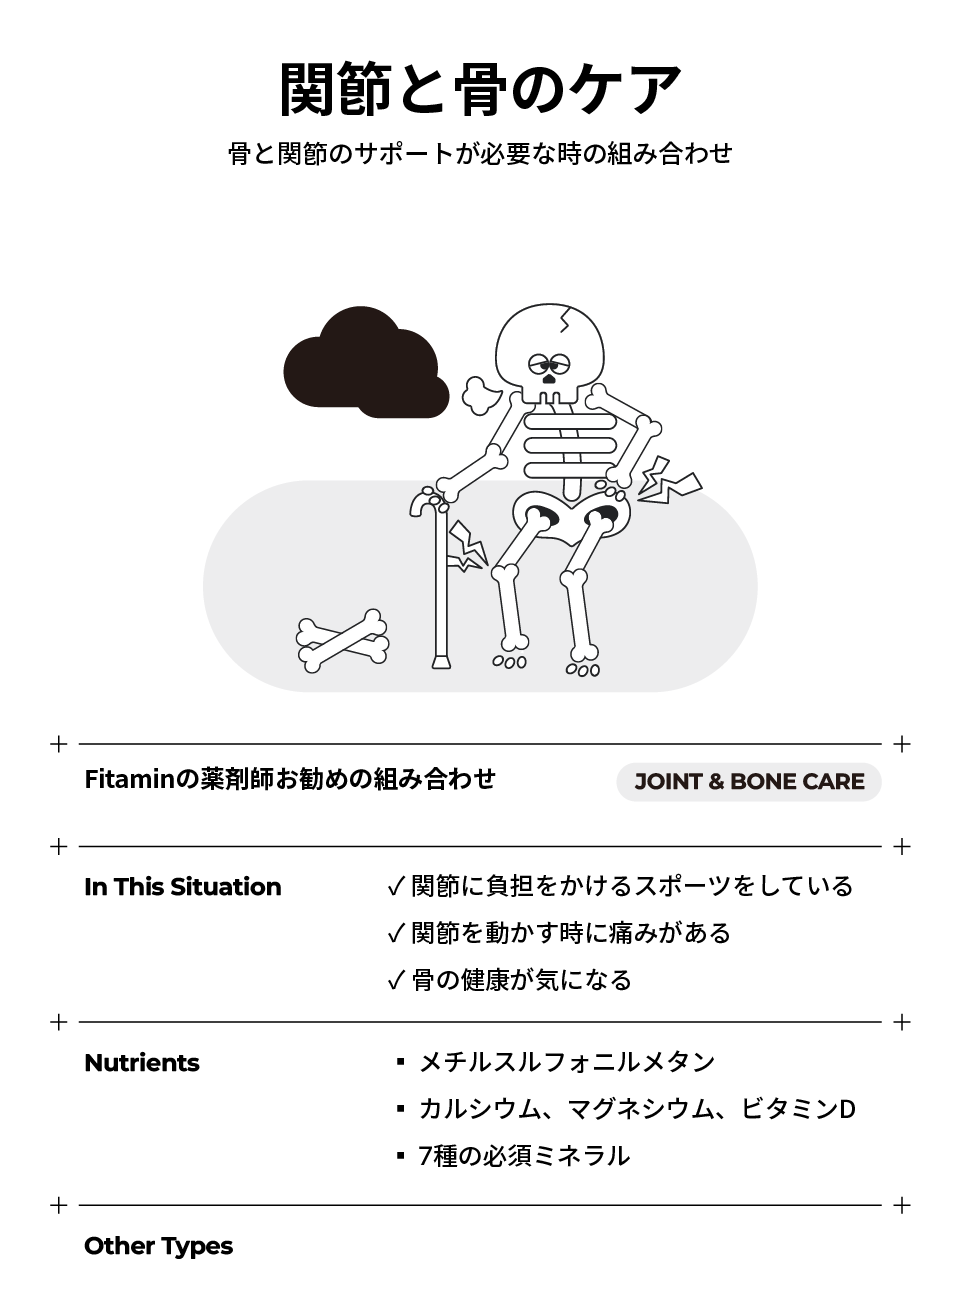 関節と骨のケア
骨と関節のサポートが必要な時の組み合わせ
Fitaminの薬剤師お勧めの組み合わせ
JOINT & BONE CARE
In This Situation
✓ 関節に負担をかけるスポーツをしている
✓ 関節を動かす時に痛みがある
✓ 骨の健康が気になる
Nutrients
▪ メチルスルフォニルメタン
▪ カルシウム、マグネシウム、ビタミンD
▪ 7種の必須ミネラル
Other Types